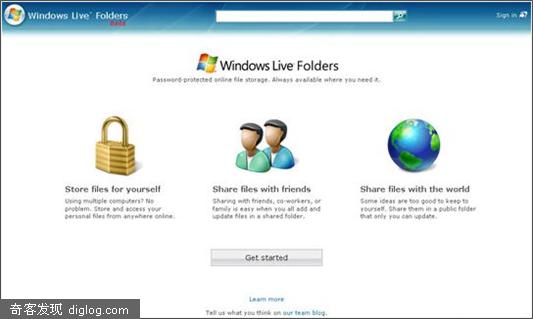 Windows Live™ Folders
Beta
Sign in
Windows Live™ Folders
Password-protected online file storage. Always available where you need it.
Store files for yourself
Using multiple computers? No
problem. Store and access your
personal files from anywhere online.
Share files with friends
Sharing with friends, co-workers, or
family is easy when you all add and
update files in a shared folder.
Share files with the world
Some ideas are too good to keep to
yourself. Share them in a public folder
that only you can update.
Get started
Learn more
Tell us what you think on our team blog.
奇客发现 diglog.com